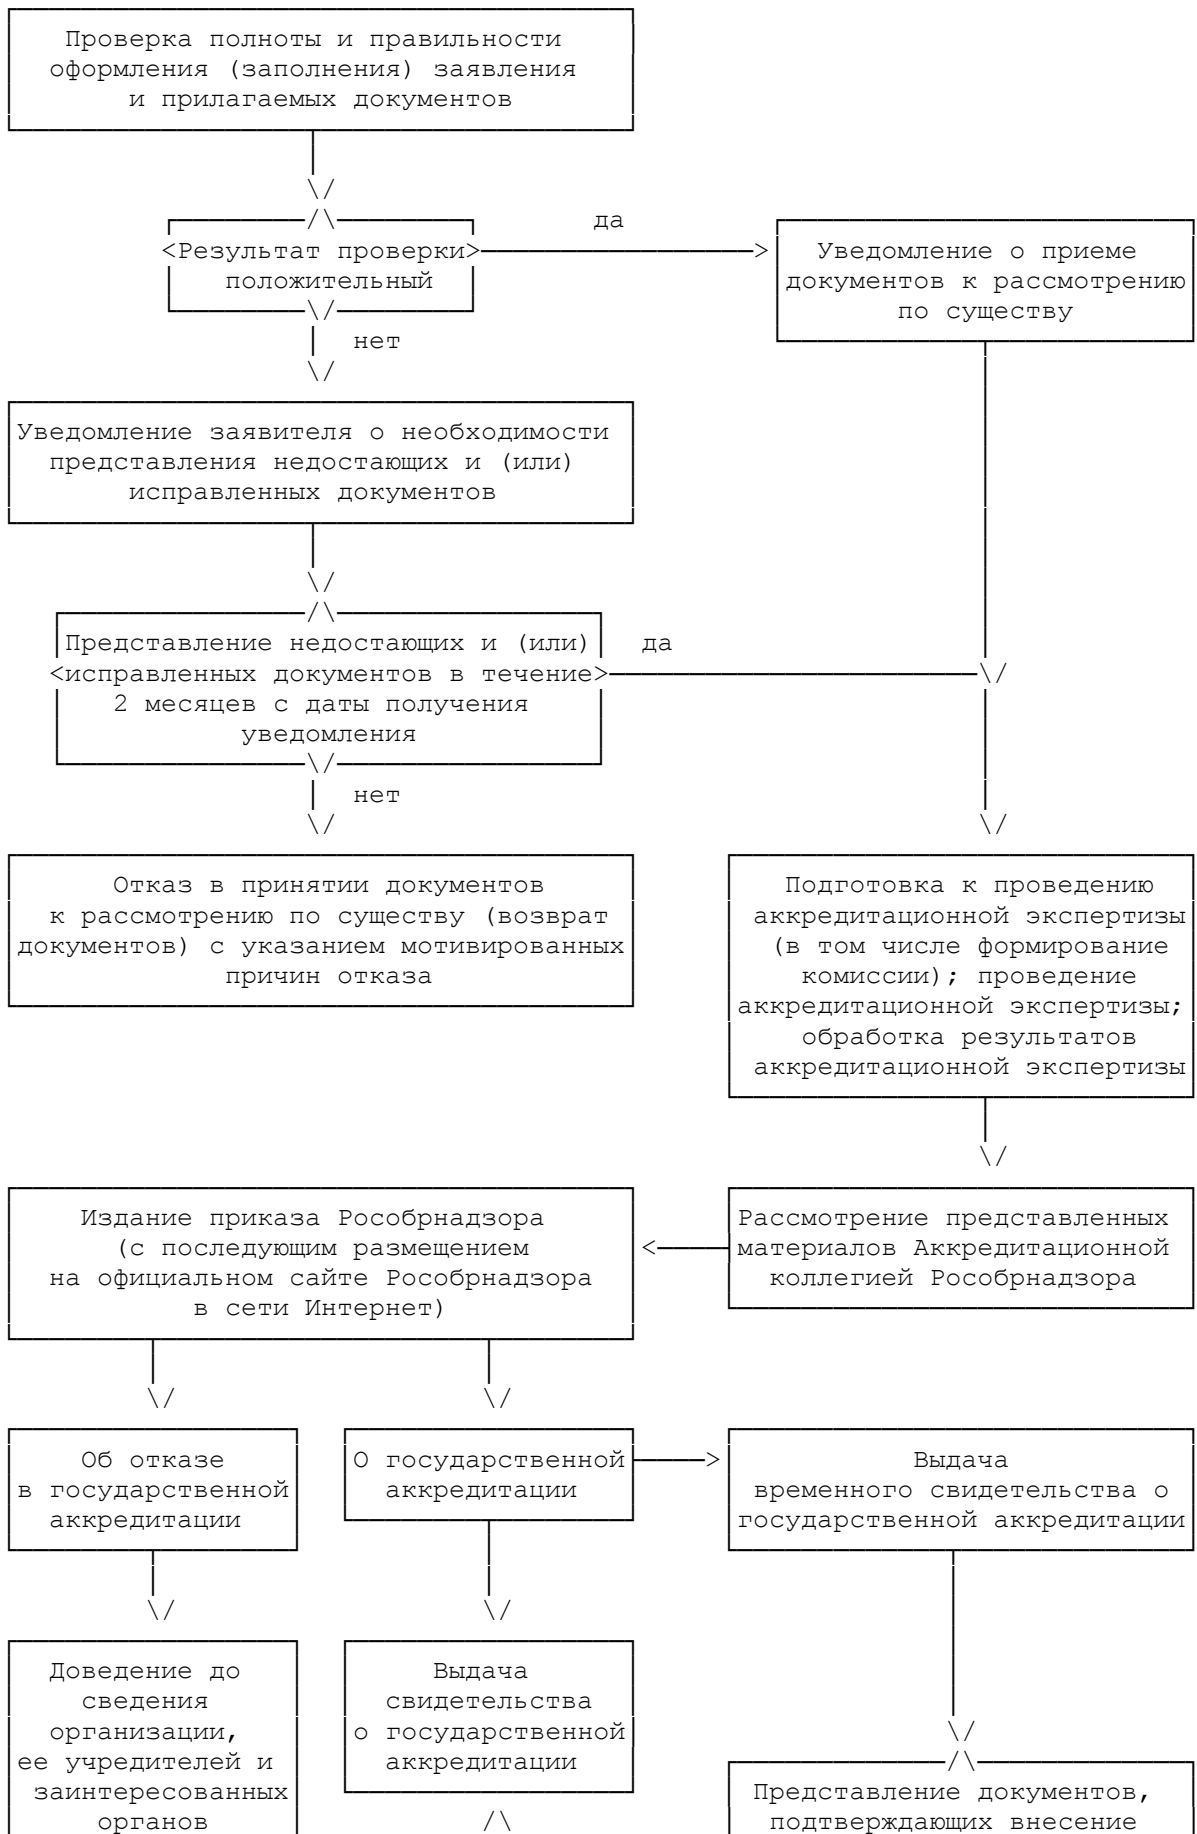 Проверка полноты и правильности
оформления (заполнения) заявления
и прилагаемых документов
да
<Результат проверки>
положительный
нет
Уведомление о приеме
документов к рассмотрению
по существу
Уведомление заявителя о необходимости
представления недостающих и (или)
исправленных документов
Представление недостающих и (или)
<исправленных документов в течение>
2 месяцев с даты получения
уведомления
да
нет
Отказ в принятии документов
к рассмотрению по существу (возврат
документов) с указанием мотивированных
причин отказа
Подготовка к проведению
аккредитационной экспертизы
(в том числе формирование
комиссии); проведение
аккредитационной экспертизы;
обработка результатов
аккредитационной экспертизы
Рассмотрение представленных
материалов Аккредитационной
коллегией Рособрнадзора
Издание приказа Рособрнадзора
(с последующим размещением
на официальном сайте Рособрнадзора
в сети Интернет)
Об отказе
в государственной
аккредитации
О государственной
аккредитации
Выдача
временного свидетельства о
государственной аккредитации
Доведение до
сведения
организации,
ее учредителей и
заинтересованных
органов
Выдача
свидетельства
о государственной
аккредитации
Представление документов,
подтверждающих внесение